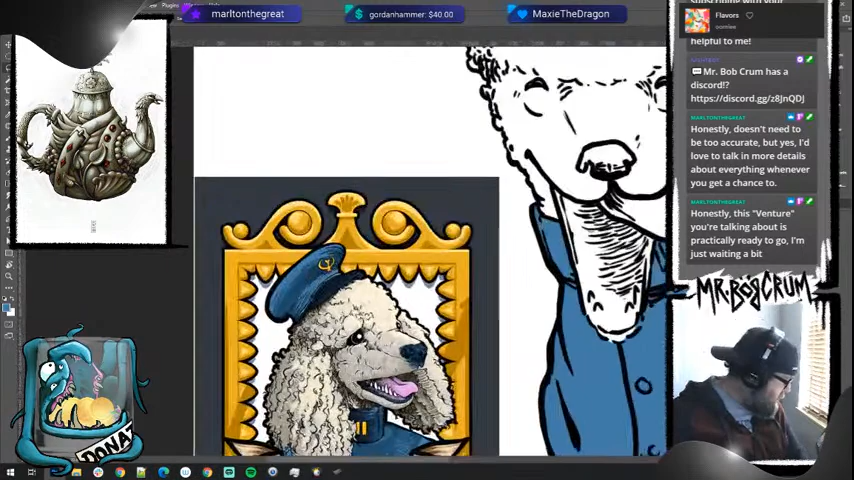 marltonthegreat
gordanhammer: $40.00
MaxieTheDragon
Flavors
helpful to me!
Mr. Bob Crum has a
discord!?
https://discord.gg/z8JnQDJ
MARLTONTHEGREAT
Honestly, doesn't need to
be too accurate, but yes, I'd
love to talk in more details
about everything whenever
you get a chance to.
MARLTONTHEGREAT
Honestly, this "Venture"
you're talking about is
practically ready to go, I'm
just waiting a bit
MR.BOBCRUM
DONAT